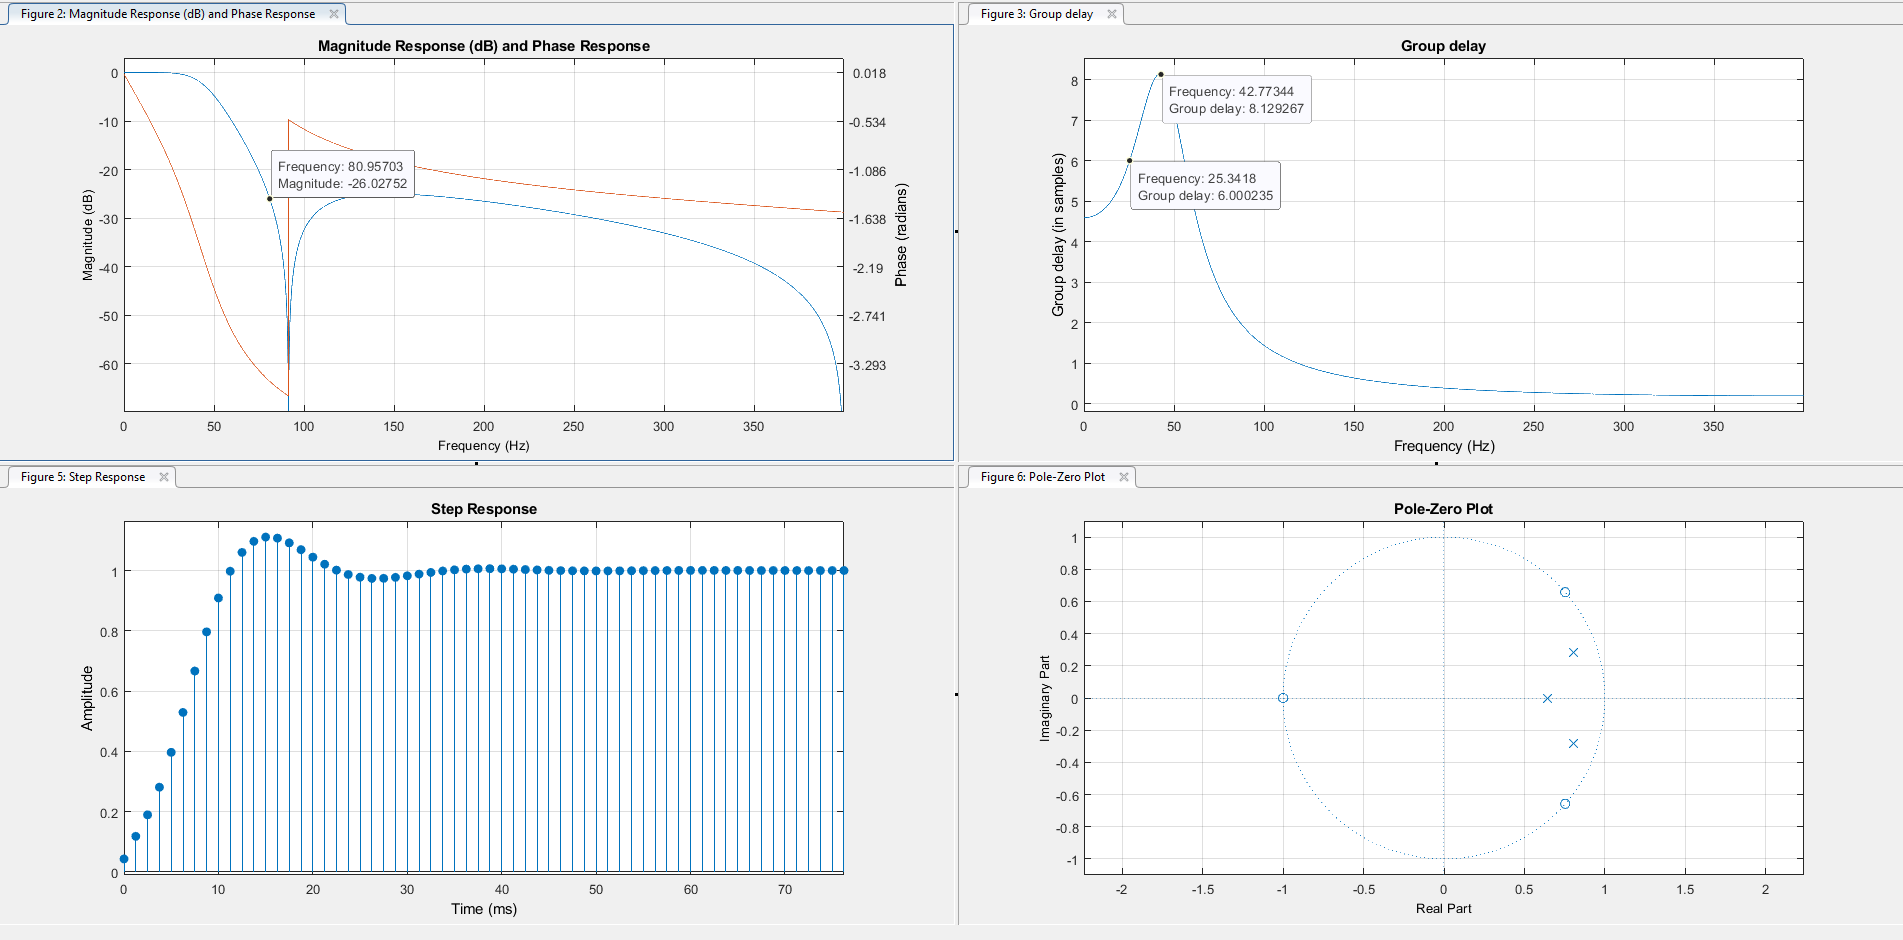 Figure 2: Magnitude Response (dB) and Phase Response
Magnitude Response (dB) and Phase Response
0
-10
-20
-30
-40
-50
-60
Magnitude (dB)
Frequency: 80.95703
Magnitude: -26.02752
0.018
-0.534
-1.086
-1.638
-2.19
-2.741
-3.293
Phase (radians)
0 50 100 150 200 250 300 350
Frequency (Hz)
Figure 3: Group delay
Group delay
8
7
6
5
4
3
2
1
0
Group delay (in samples)
Frequency: 42.77344
Group delay: 8.129267
Frequency: 25.3418
Group delay: 6.000235
0 50 100 150 200 250 300 350
Frequency (Hz)
Figure 5: Step Response
Step Response
1
0.8
0.6
0.4
0.2
0
Amplitude
0 10 20 30 40 50 60 70
Time (ms)
Figure 6: Pole-Zero Plot
Pole-Zero Plot
1
0.8
0.6
0.4
0.2
0
-0.2
-0.4
-0.6
-0.8
-1
Imaginary Part
-2 -1.5 -1 -0.5 0 0.5 1 1.5 2
Real Part